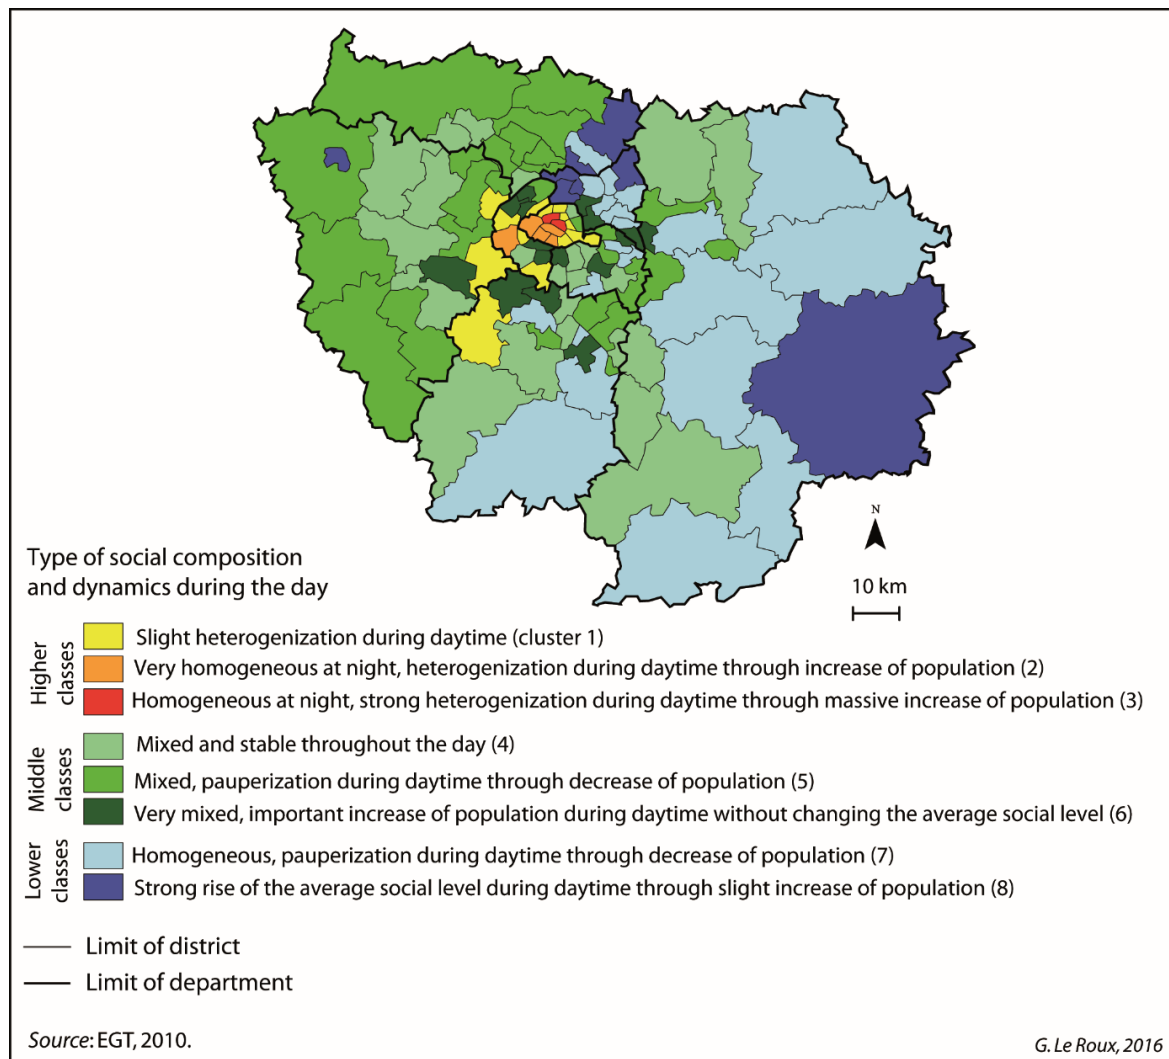 N
10 km
Type of social composition
and dynamics during the day
Higher
classes
Slight heterogenization during daytime (cluster 1)
Very homogeneous at night, heterogenization during daytime through increase of population (2)
Homogeneous at night, strong heterogenization during daytime through massive increase of population (3)
Middle
classes
Mixed and stable throughout the day (4)
Mixed, pauperization during daytime through decrease of population (5)
Very mixed, important increase of population during daytime without changing the average social level (6)
Lower
classes
Homogeneous, pauperization during daytime through decrease of population (7)
Strong rise of the average social level during daytime through slight increase of population (8)
Limit of district
Limit of department
Source: EGT, 2010.
G. Le Roux, 2016